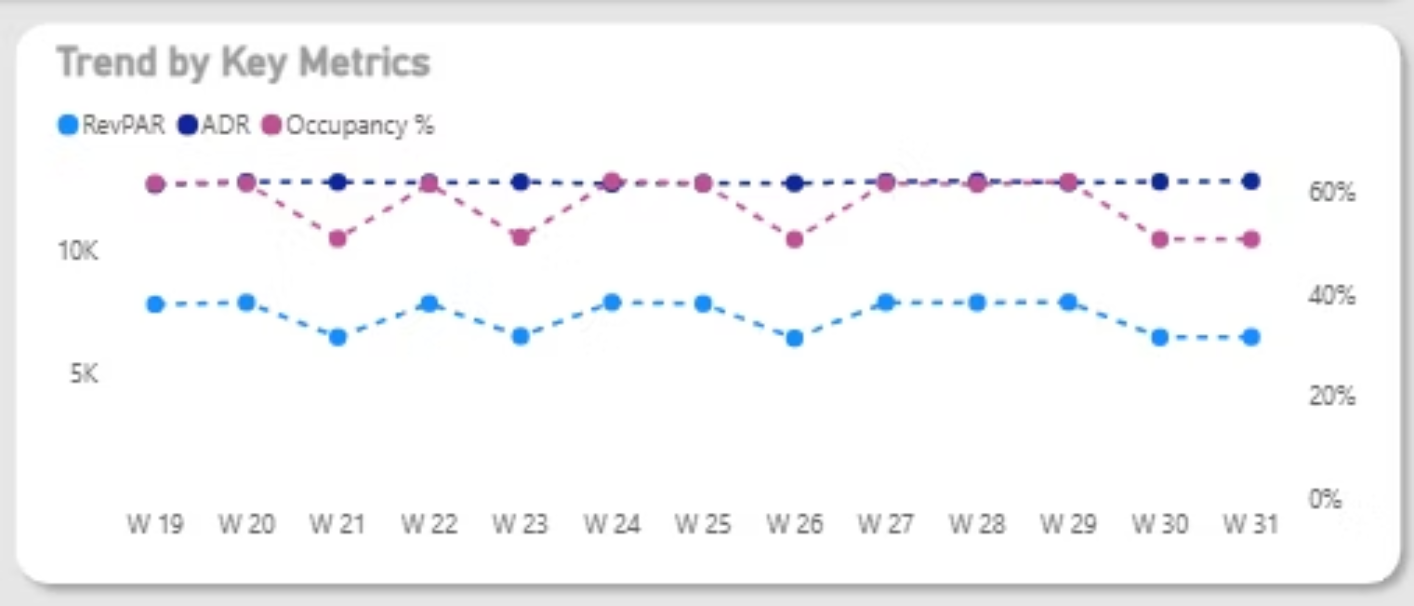 Trend by Key Metrics
RevPAR ADR Occupancy %
60%
10K
40%
5K
20%
0%
W 19 W 20 W 21 W 22 W 23 W 24 W 25 W 26 W 27 W 28 W 29 W 30 W 31